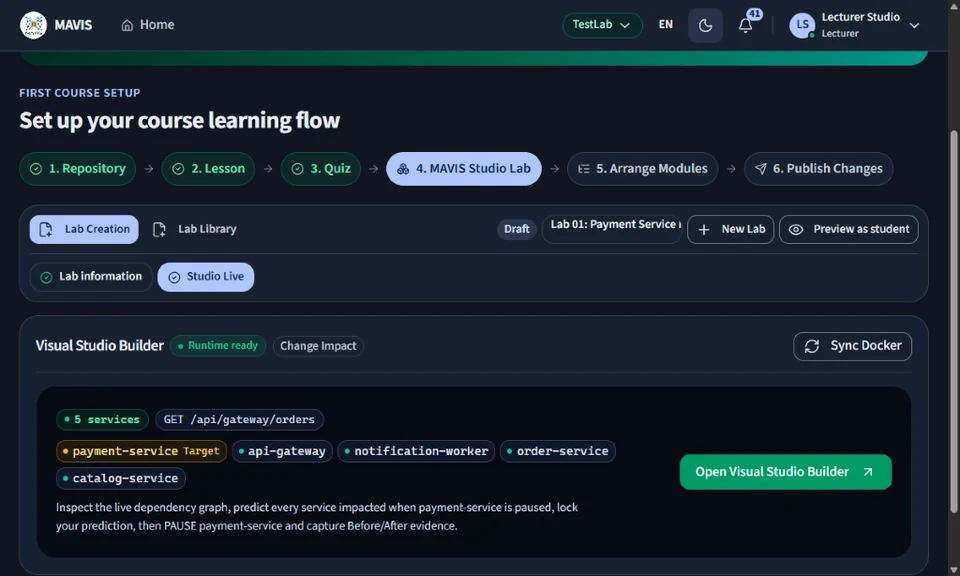 MAVIS
Home
TestLab
EN
41
LS
Lecturer Studio
Lecturer
FIRST COURSE SETUP
Set up your course learning flow
1. Repository
2. Lesson
3. Quiz
4. MAVIS Studio Lab
5. Arrange Modules
6. Publish Changes
Lab Creation
Lab Library
Draft
Lab 01: Payment Service
New Lab
Preview as student
Lab information
Studio Live
Visual Studio Builder
Runtime ready
Change Impact
Sync Docker
5 services
GET /api/gateway/orders
payment-service Target
api-gateway
notification-worker
order-service
catalog-service
Open Visual Studio Builder
Inspect the live dependency graph, predict every service impacted when payment-service is paused, lock
your prediction, then PAUSE payment-service and capture Before/After evidence.